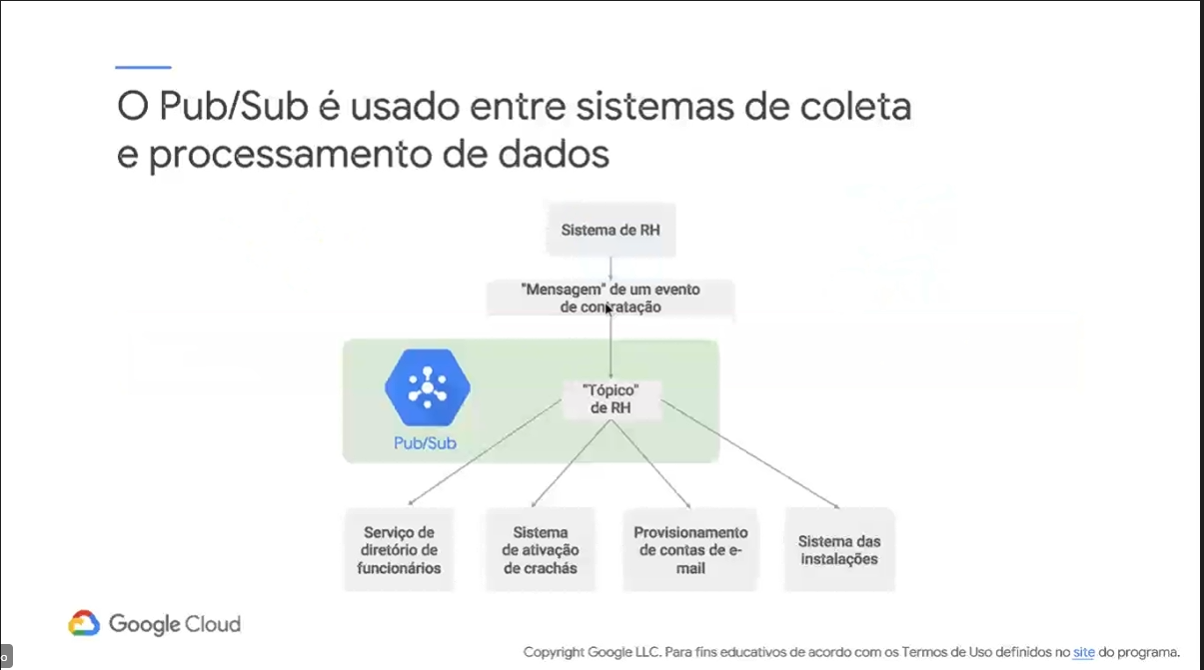 O Pub/Sub é usado entre sistemas de coleta
e processamento de dados
Sistema de RH
"Mensagem" de um evento
de contratação
"Tópico"
de RH
Pub/Sub
Serviço de
diretório de
funcionários
Sistema
de ativação
de crachás
Provisionamento
de contas de e-
mail
Sistema das
instalações
Google Cloud
Copyright Google LLC. Para fins educativos de acordo com os Termos de Uso definidos no site do programa.
o